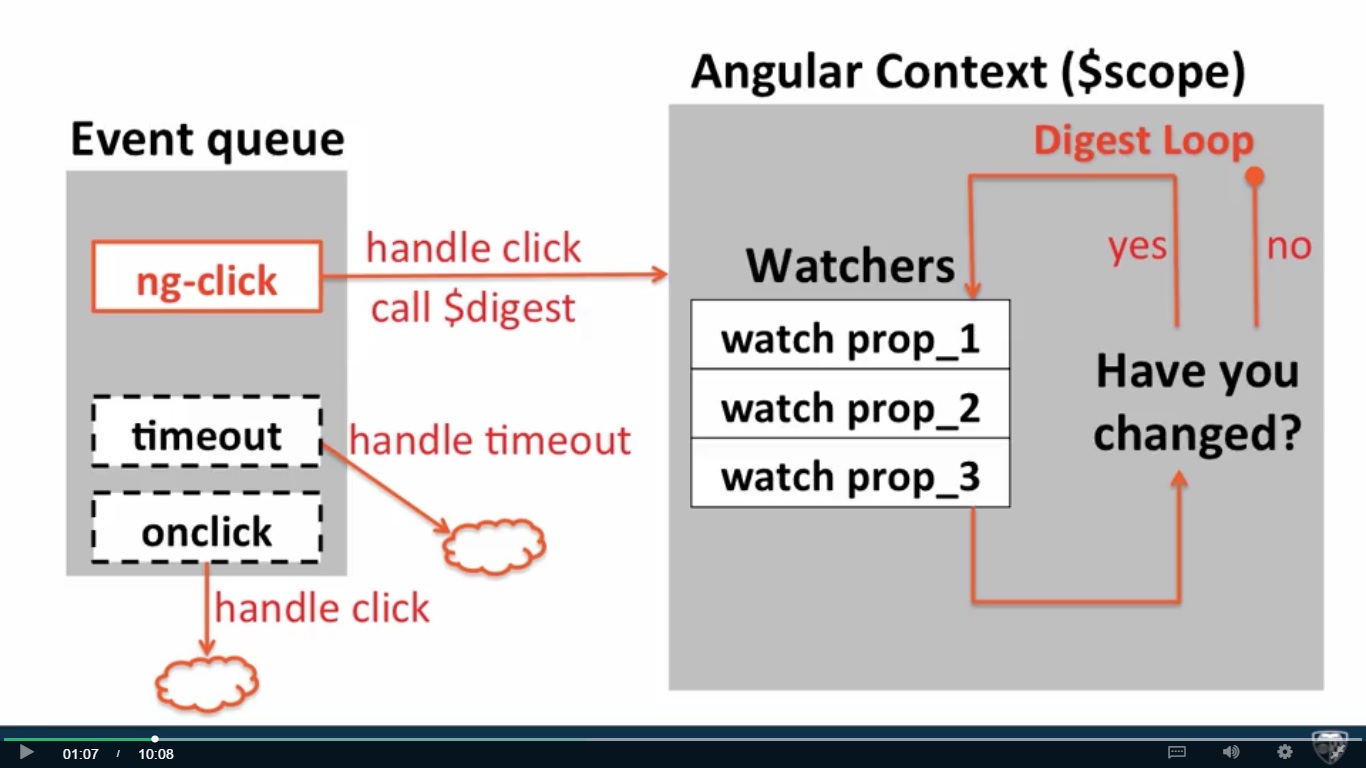 Angular Context ($scope)
Event queue
Digest Loop
ng-click
handle click
call $digest
yes
no
Watchers
watch prop_1
watch prop_2
watch prop_3
Have you
changed?
timeout
handle timeout
onclick
handle click
01:07 / 10:08